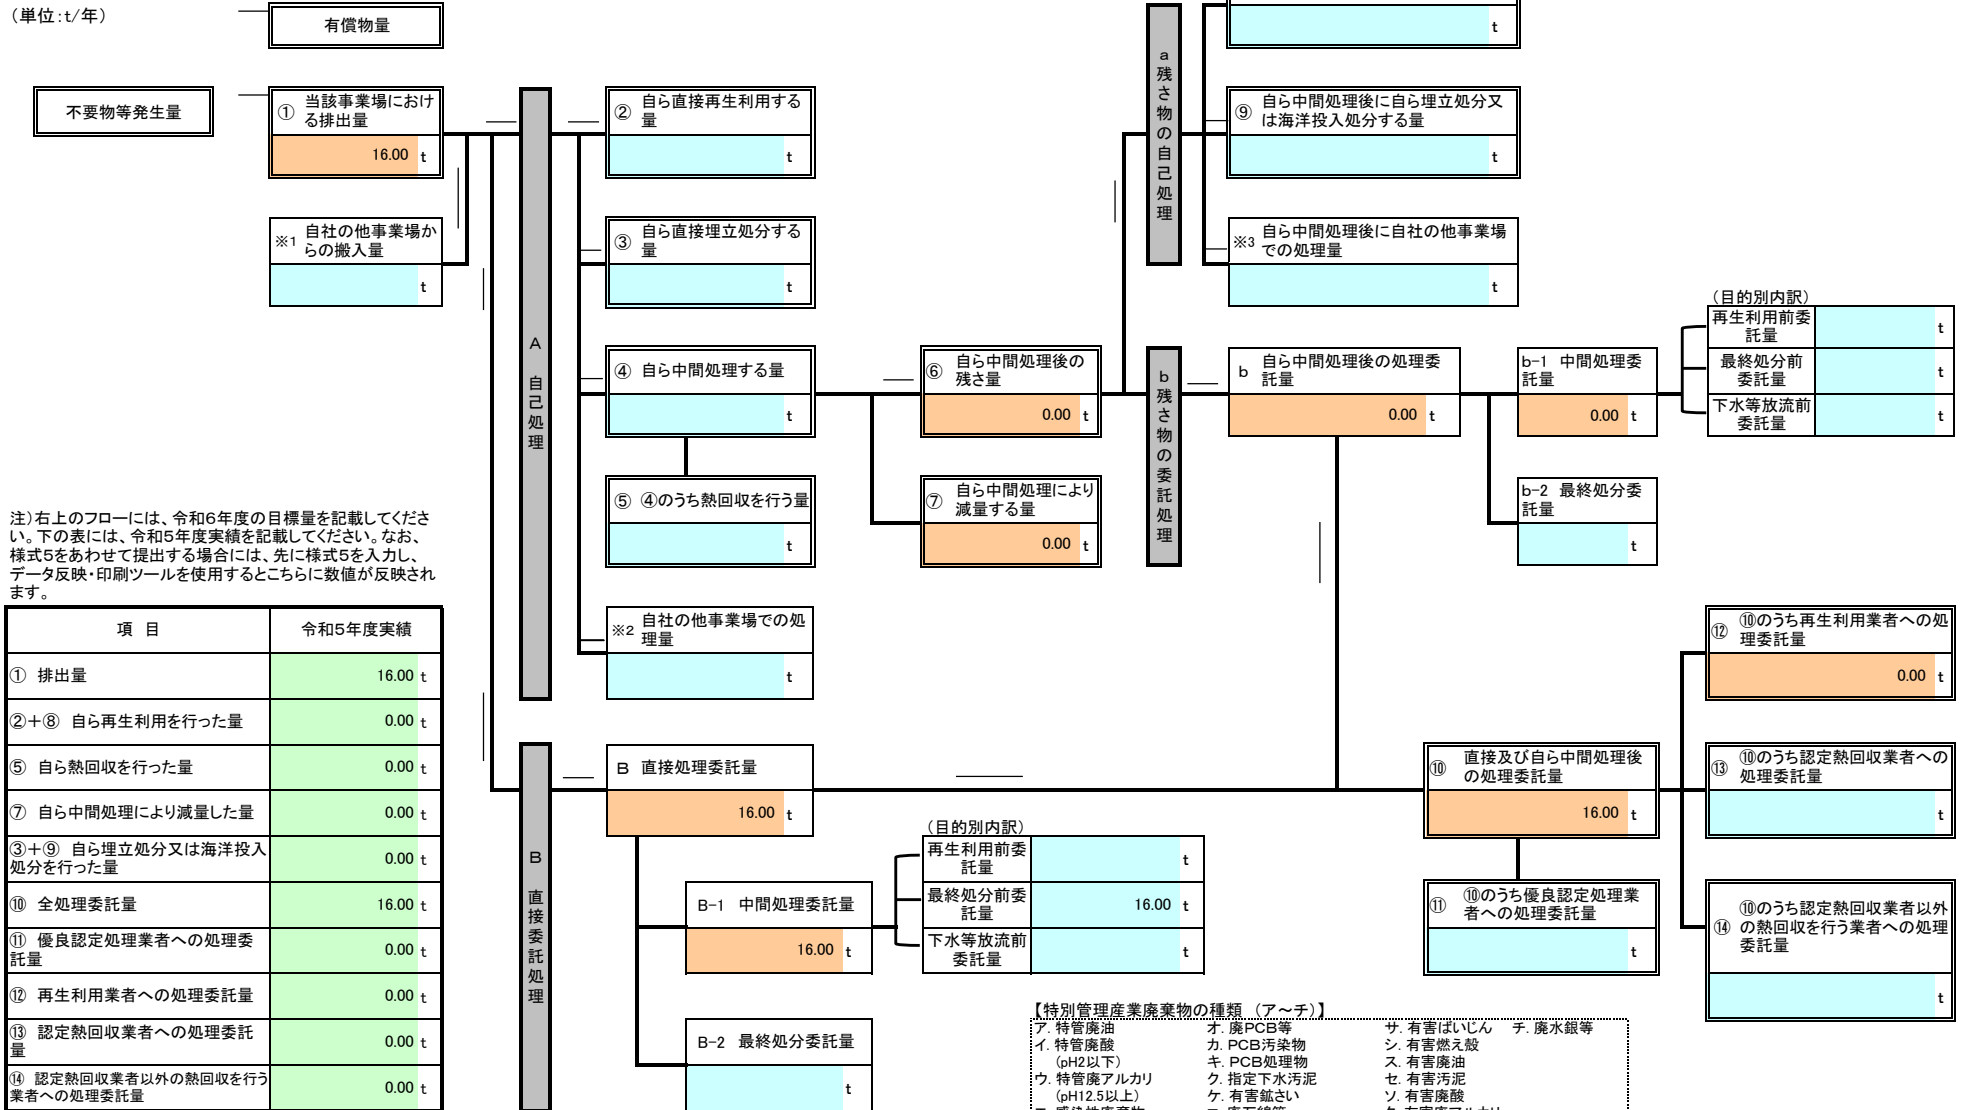 (単位:t/年)
有償物量
不要物等発生量
① 当該事業場におけ
る排出量
16.00 t
※1 自社の他事業場か
らの搬入量
t
A 自己処理
② 自ら直接再生利用する
量
t
③ 自ら直接埋立処分する
量
t
④ 自ら中間処理する量
t
⑤ ④のうち熱回収を行う量
t
※2 自社の他事業場での処
理量
t
⑥ 自ら中間処理後の
残さ量
0.00 t
⑦ 自ら中間処理により
減量する量
0.00 t
a 残さ物の自己処理
t
⑨ 自ら中間処理後に自ら埋立処分又
は海洋投入処分する量
t
※3 自ら中間処理後に自社の他事業場
での処理量
t
b 残さ物の委託処理
b 自ら中間処理後の処理委
託量
0.00 t
b-1 中間処理委
託量
0.00 t
(目的別内訳)
再生利用前委
託量
t
最終処分前
委託量
t
下水等放流前
委託量
t
b-2 最終処分委
託量
t
注)右上のフローには、令和6年度の目標量を記載してくださ
い。下の表には、令和5年度実績を記載してください。なお、
様式5をあわせて提出する場合には、先に様式5を入力し、
データ反映・印刷ツールを使用するとこちらに数値が反映され
ます。
項 目 令和5年度実績
① 排出量 16.00 t
②+⑧ 自ら再生利用を行った量 0.00 t
⑤ 自ら熱回収を行った量 0.00 t
⑦ 自ら中間処理により減量した量 0.00 t
③+⑨ 自ら埋立処分又は海洋投入
処分を行った量 0.00 t
⑩ 全処理委託量 16.00 t
⑪ 優良認定処理業者への処理委
託量 0.00 t
⑫ 再生利用業者への処理委託量 0.00 t
⑬ 認定熱回収業者への処理委託
量 0.00 t
⑭ 認定熱回収業者以外の熱回収を行う
業者への処理委託量 0.00 t
B 直接委託処理
B 直接処理委託量
16.00 t
B-1 中間処理委託量
16.00 t
(目的別内訳)
再生利用前委
託量
t
最終処分前委
託量
16.00 t
下水等放流前
委託量
t
B-2 最終処分委託量
t
⑩ 直接及び自ら中間処理後
の処理委託量
16.00 t
⑪ ⑩のうち優良認定処理業
者への処理委託量
t
⑫ ⑩のうち再生利用業者への処
理委託量
0.00 t
⑬ ⑩のうち認定熱回収業者への
処理委託量
t
⑭ ⑩のうち認定熱回収業者以外
の熱回収を行う業者への処理
委託量
t
【特別管理産業廃棄物の種類 (ア~チ)】
ア. 特管廃油 オ. 廃PCB等 サ. 有害ばいじん チ. 廃水銀等
イ. 特管廃酸 カ. PCB汚染物 シ. 有害燃え殻
(pH2以下) キ. PCB処理物 ス. 有害廃油
ウ. 特管廃アルカリ ク. 指定下水汚泥 セ. 有害汚泥
(pH12.5以上) ケ. 有害鉱さい ソ. 有害廃酸